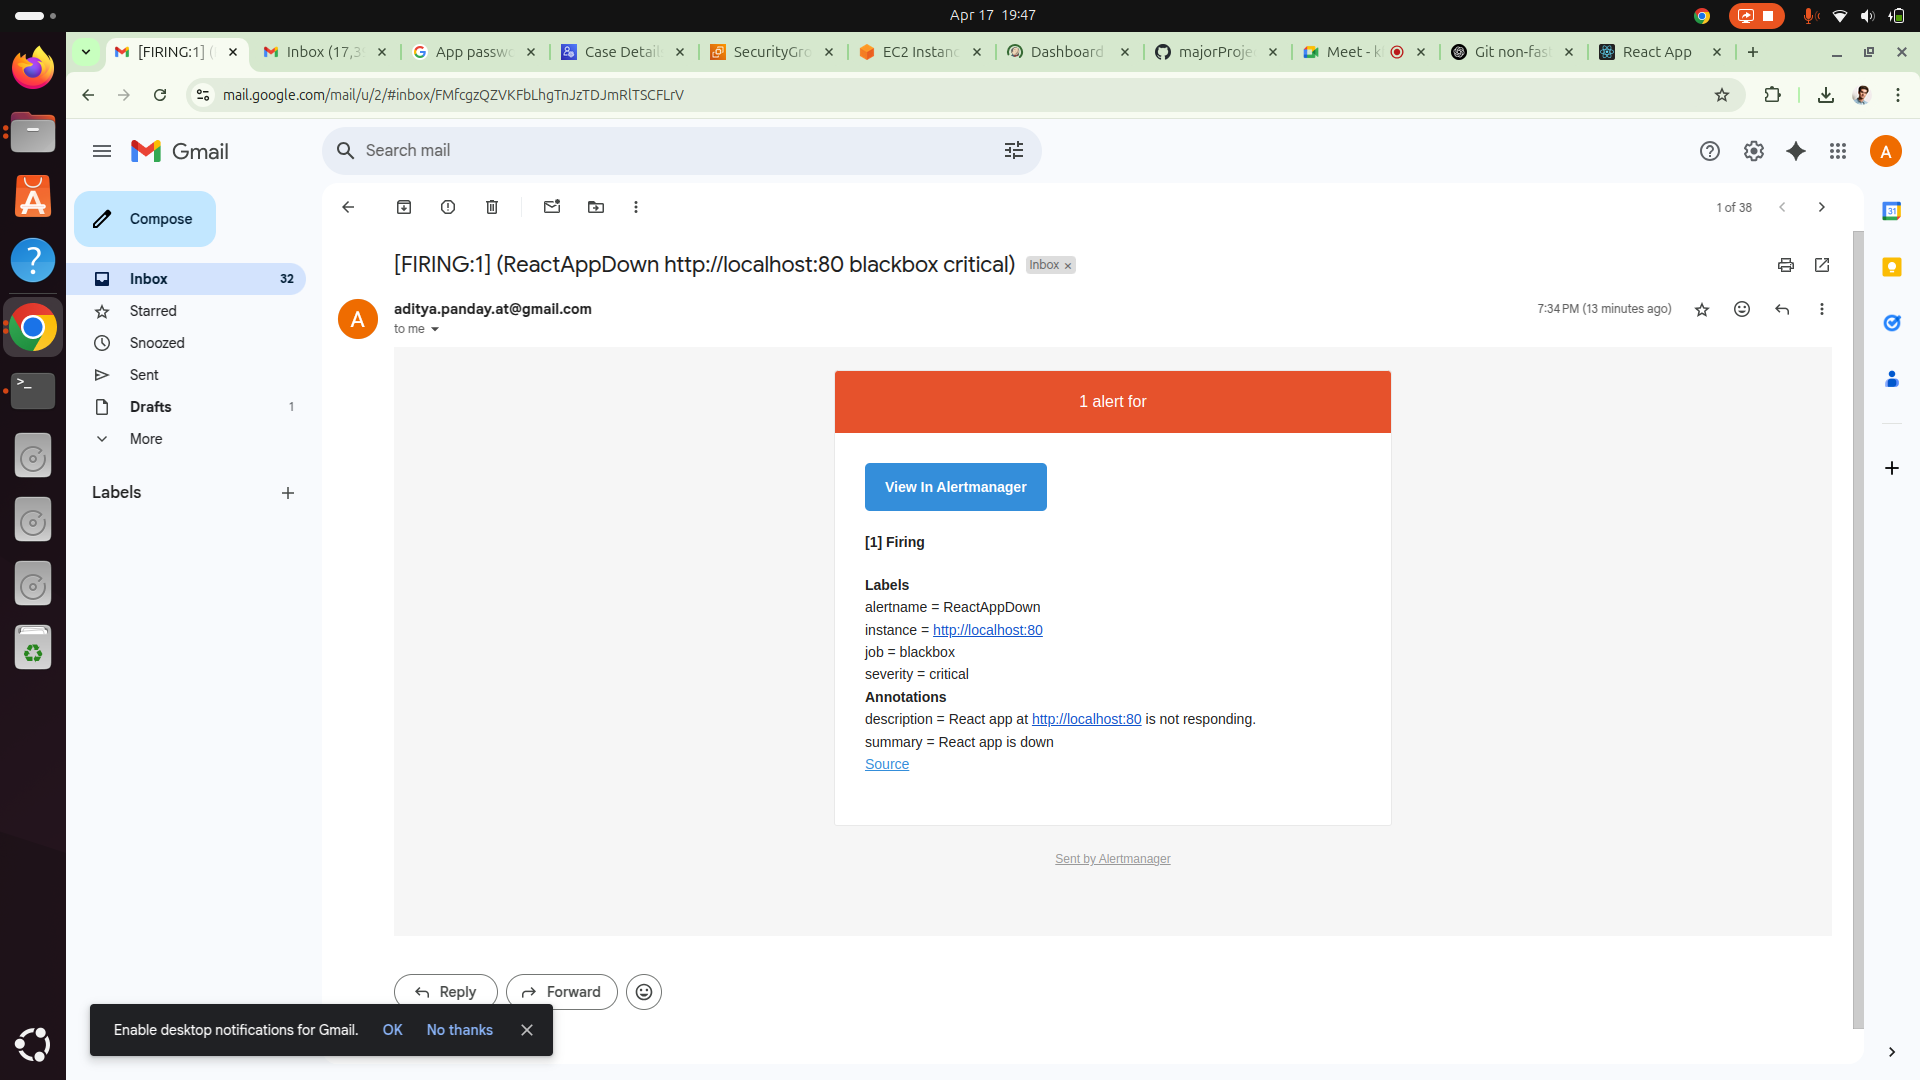 Apr 17 19:47
[FIRING:1] (
Inbox (17,3
App passwo
Case Detail
SecurityGro
EC2 Instanc
Dashboard
majorProje
Meet - k
Git non-fas
React App
mail.google.com/mail/u/2/#inbox/FMfcgzQZVKFbLhgTnJzTDJmRlTSCFLrV
Gmail
Search mail
A
Compose
1 of 38
Inbox 32
Starred
Snoozed
Sent
Drafts 1
More
Labels
[FIRING:1] (ReactAppDown http://localhost:80 blackbox critical) Inbox
A
aditya.panday.at@gmail.com
7:34 PM (13 minutes ago)
to me
1 alert for
View In Alertmanager
[1] Firing
Labels
alertname = ReactAppDown
instance = http://localhost:80
job = blackbox
severity = critical
Annotations
description = React app at http://localhost:80 is not responding.
summary = React app is down
Source
Sent by Alertmanager
Reply
Forward
Enable desktop notifications for Gmail. OK No thanks
31